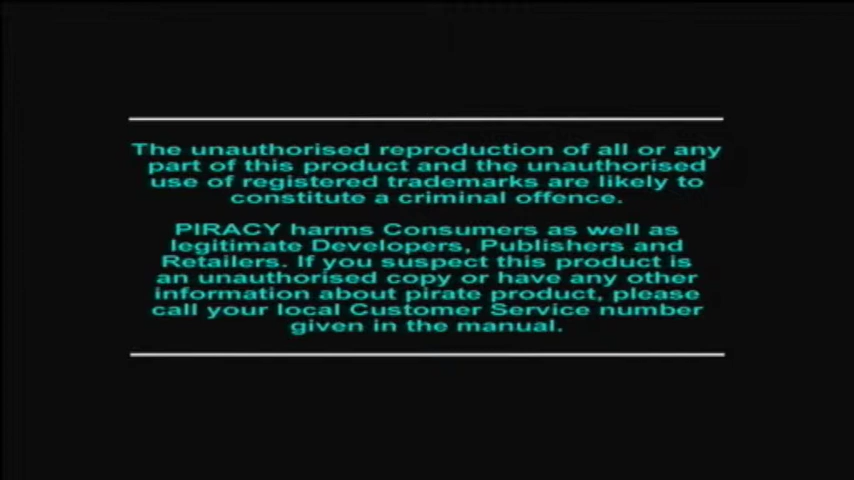 The unauthorised reproduction of all or any
part of this product and the unauthorised
use of registered trademarks are likely to
constitute a criminal offence.
PIRACY harms Consumers as well as
legitimate Developers, Publishers and
Retailers. If you suspect this product is
an unauthorised copy or have any other
information about pirate product, please
call your local Customer Service number
given in the manual.